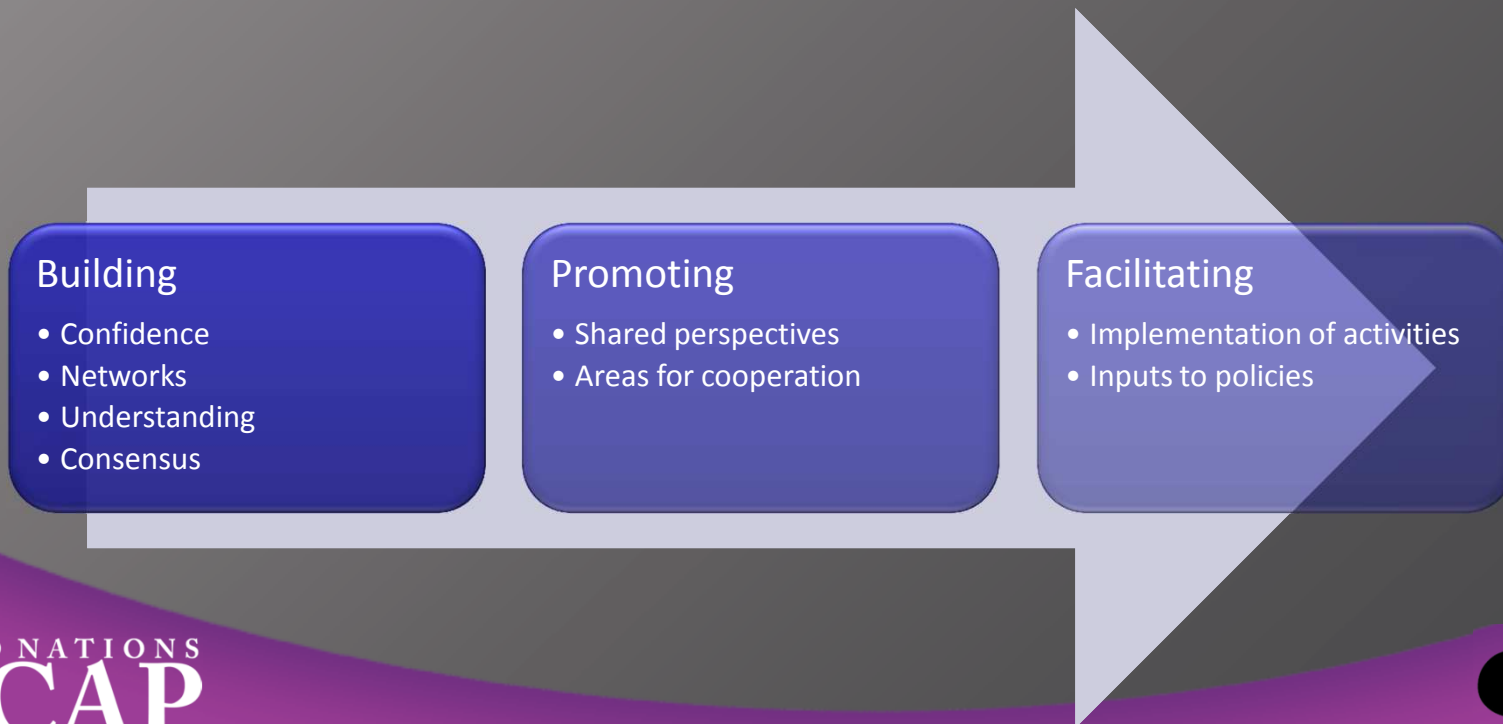 Building
• Confidence
• Networks
• Understanding
• Consensus
Promoting
• Shared perspectives
• Areas for cooperation
Facilitating
• Implementation of activities
• Inputs to policies
NATIONS
CAP